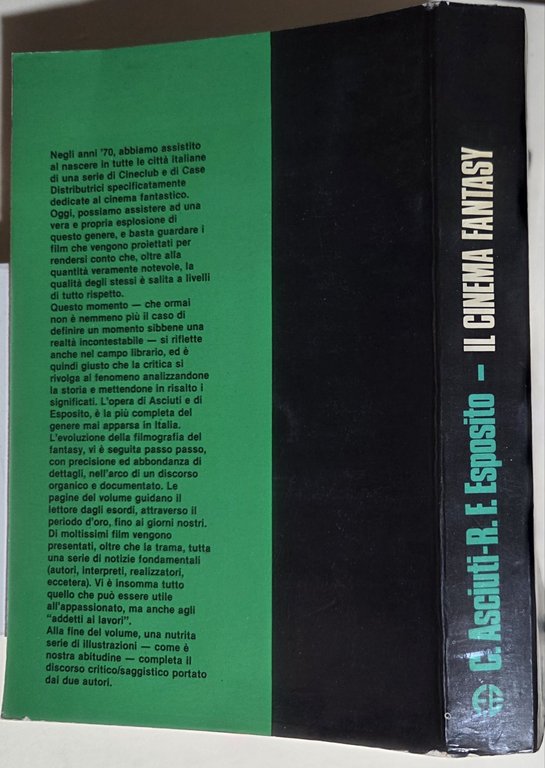 Negli anni '70, abbiamo assistito
al nascere in tutte le città italiane
di una serie di Cineclub e di Case
Distributrici specificatamente
dedicate al cinema fantastico.
Oggi, possiamo assistere ad una
vera e propria esplosione di
questo genere, e basta guardare i
film che vengono proiettati per
rendersi conto che, oltre alla
quantità veramente notevole, la
qualità degli stessi è salita a livelli
di tutto rispetto.
Questo momento — che ormai
non è nemmeno più il caso di
definire un momento sibbene una
realtà incontestabile — si riflette
anche nel campo librario, ed è
quindi giusto che la critica si
rivolga al fenomeno analizzandone
la storia e mettendone in risalto i
significati. L'opera di Asciuti e di
Esposito, è la più completa del
genere mai apparsa in Italia.
L'evoluzione della filmografia del
fantasy, vi è seguita passo passo,
con precisione ed abbondanza di
dettagli, nell'arco di un discorso
organico e documentato. Le
pagine del volume guidano il
lettore dagli esordi, attraverso il
periodo d'oro, fino ai giorni nostri.
Di moltissimi film vengono
presentati, oltre che la trama, tutta
una serie di notizie fondamentali
(autori, interpreti, realizzatori,
eccetera). Vi è insomma tutto
quello che può essere utile
all'appassionato, ma anche agli
"addetti ai lavori".
Alla fine del volume, una nutrita
serie di illustrazioni — come è
nostra abitudine — completa il
discorso critico/saggistico portato
dai due autori.
C. Asciuti-R. F. Esposito — IL CINEMA FANTASY